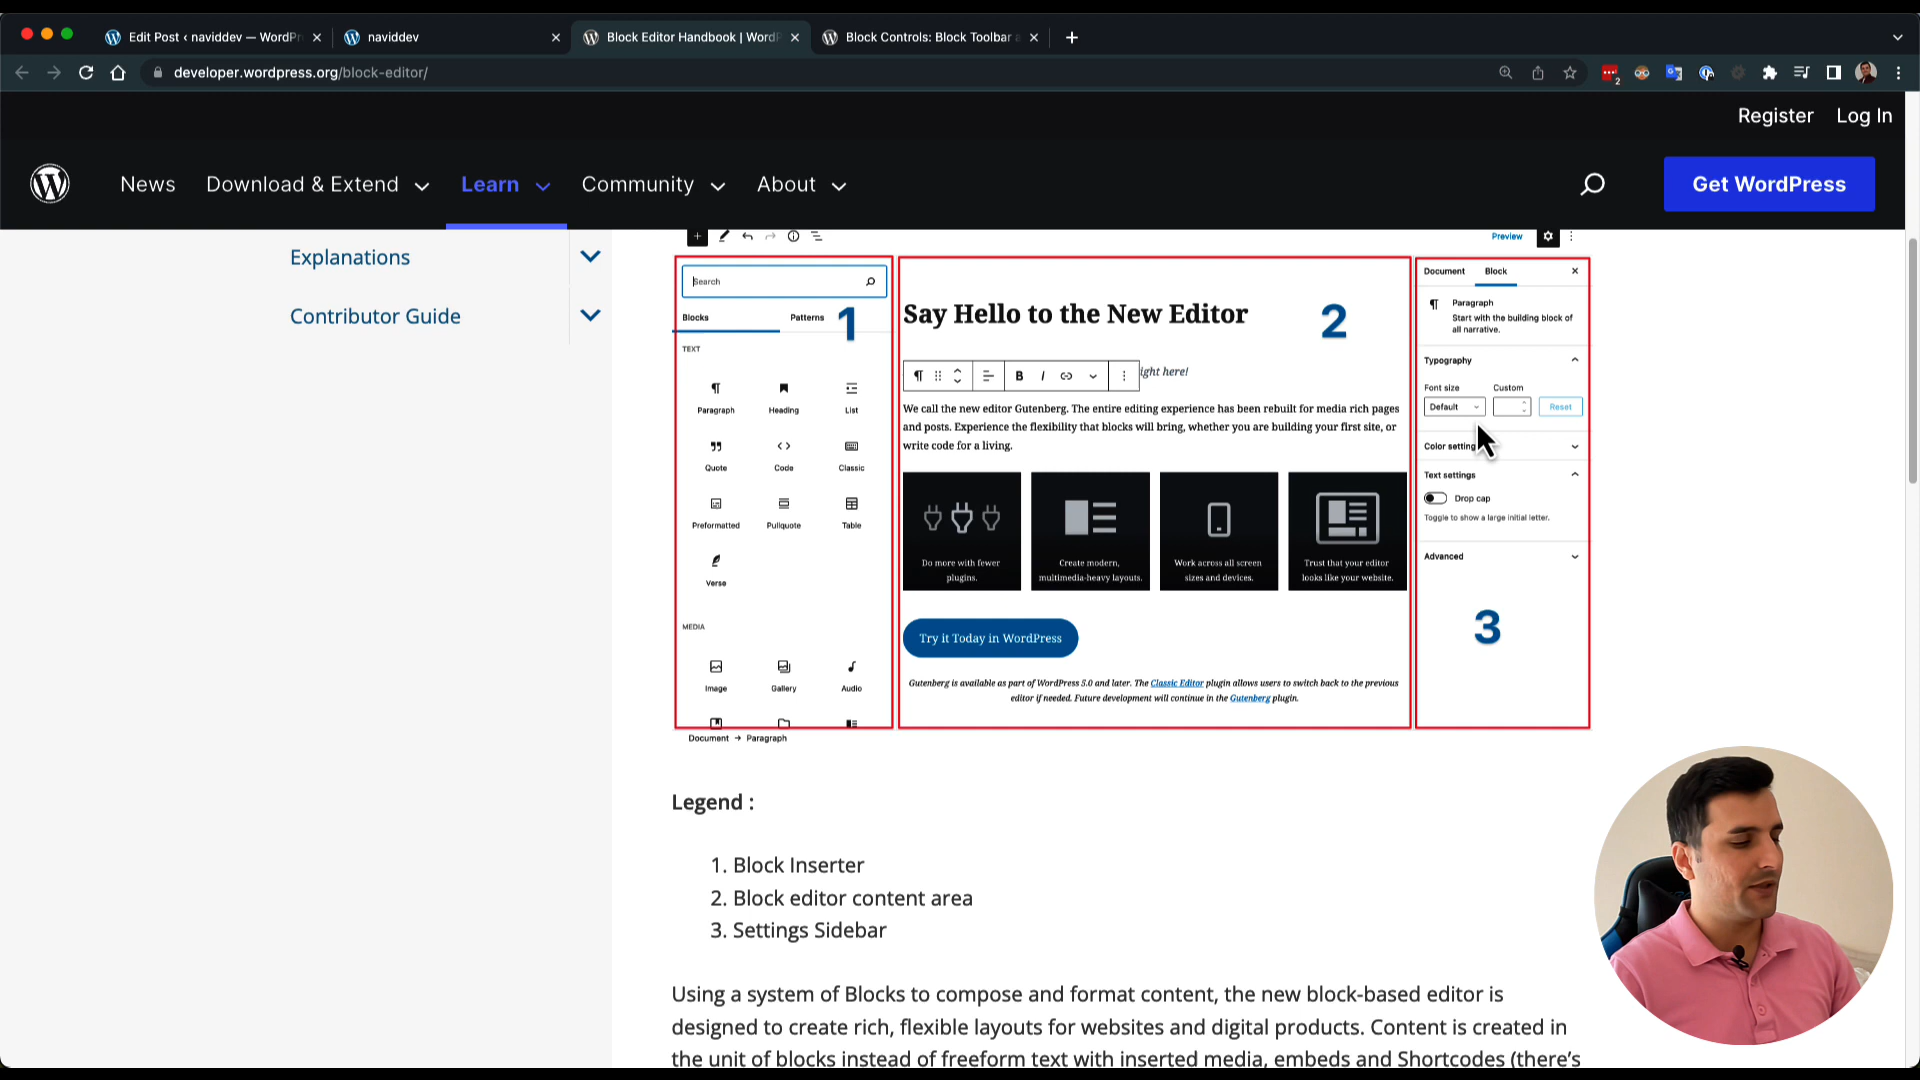 Edit Post ‹ naviddev — WordPr
naviddev
Block Editor Handbook | WordP
Block Controls: Block Toolbar a
developer.wordpress.org/block-editor/
2
Register Log In
News Download & Extend Learn Community About
Get WordPress
Explanations
Contributor Guide
Preview
Search
Blocks Patterns
1
TEXT
Paragraph Heading List
Quote Code Classic
Preformatted Pullquote Table
Verse
MEDIA
Image Gallery Audio
Document → Paragraph
Say Hello to the New Editor
2
B I
ight here!
We call the new editor Gutenberg. The entire editing experience has been rebuilt for media rich pages
and posts. Experience the flexibility that blocks will bring, whether you are building your first site, or
write code for a living.
Do more with fewer
plugins.
Create modern,
multimedia-heavy layouts.
Work across all screen
sizes and devices.
Trust that your editor
looks like your website.
Try it Today in WordPress
Gutenberg is available as part of WordPress 5.0 and later. The Classic Editor plugin allows users to switch back to the previous
editor if needed. Future development will continue in the Gutenberg plugin.
Document Block
Paragraph
Start with the building block of
all narrative.
Typography
Font size Custom
Default Reset
Color setting
Text settings
Drop cap
Toggle to show a large initial letter.
Advanced
3
Legend :
1. Block Inserter
2. Block editor content area
3. Settings Sidebar
Using a system of Blocks to compose and format content, the new block-based editor is
designed to create rich, flexible layouts for websites and digital products. Content is created in
the unit of blocks instead of freeform text with inserted media, embeds and Shortcodes (there's